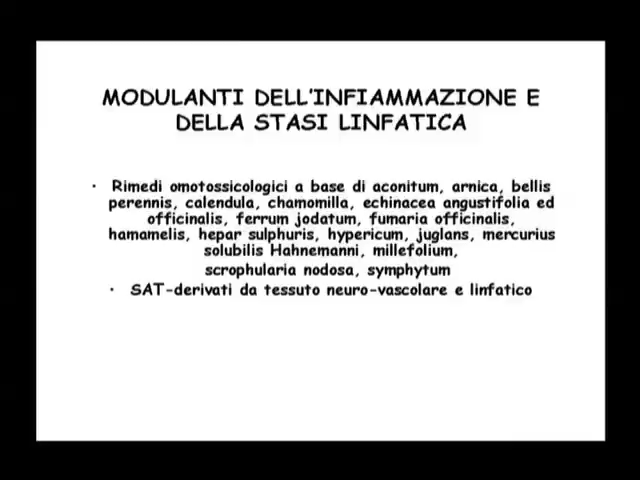 MODULANTI DELL'INFIAMMAZIONE E
DELLA STASI LINFATICA
• Rimedi omotossicologici a base di aconitum, arnica, bellis
perennis, calendula, chamomilla, echinacea angustifolia ed
officinalis, ferrum jodatum, fumaria officinalis,
hamamelis, hepar sulphuris, hypericum, juglans, mercurius
solubilis Hahnemanni, millefolium,
scrophularia nodosa, symphytum
• SAT-derivati da tessuto neuro-vascolare e linfatico